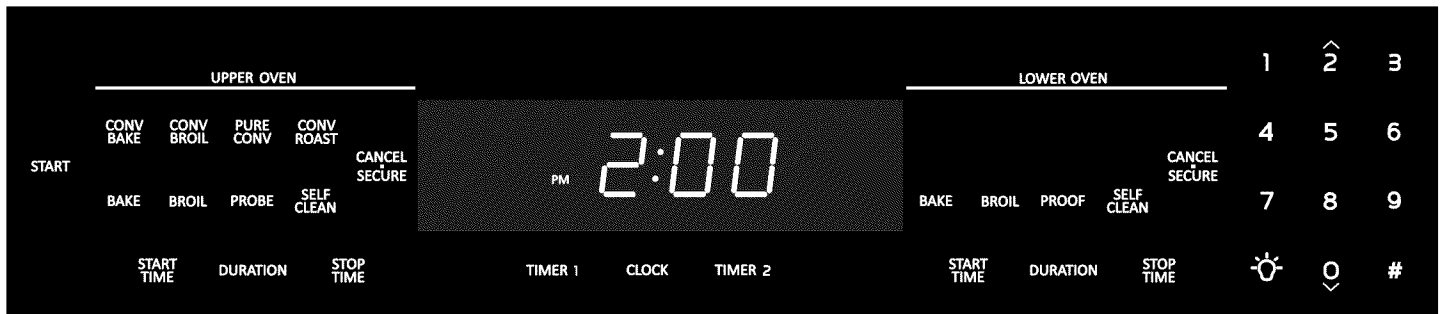 UPPER OVEN
LOWER OVEN
1 2 3
CONV BAKE
CONV BROIL
PURE CONV
CONV ROAST
4 5 6
START
CANCEL
SECURE
PM 2:00
CANCEL
SECURE
BAKE BROIL PROBE SELF CLEAN
BAKE BROIL PROOF SELF CLEAN
7 8 9
START TIME
DURATION
STOP TIME
TIMER 1 CLOCK TIMER 2
START TIME
DURATION
STOP TIME
0 #